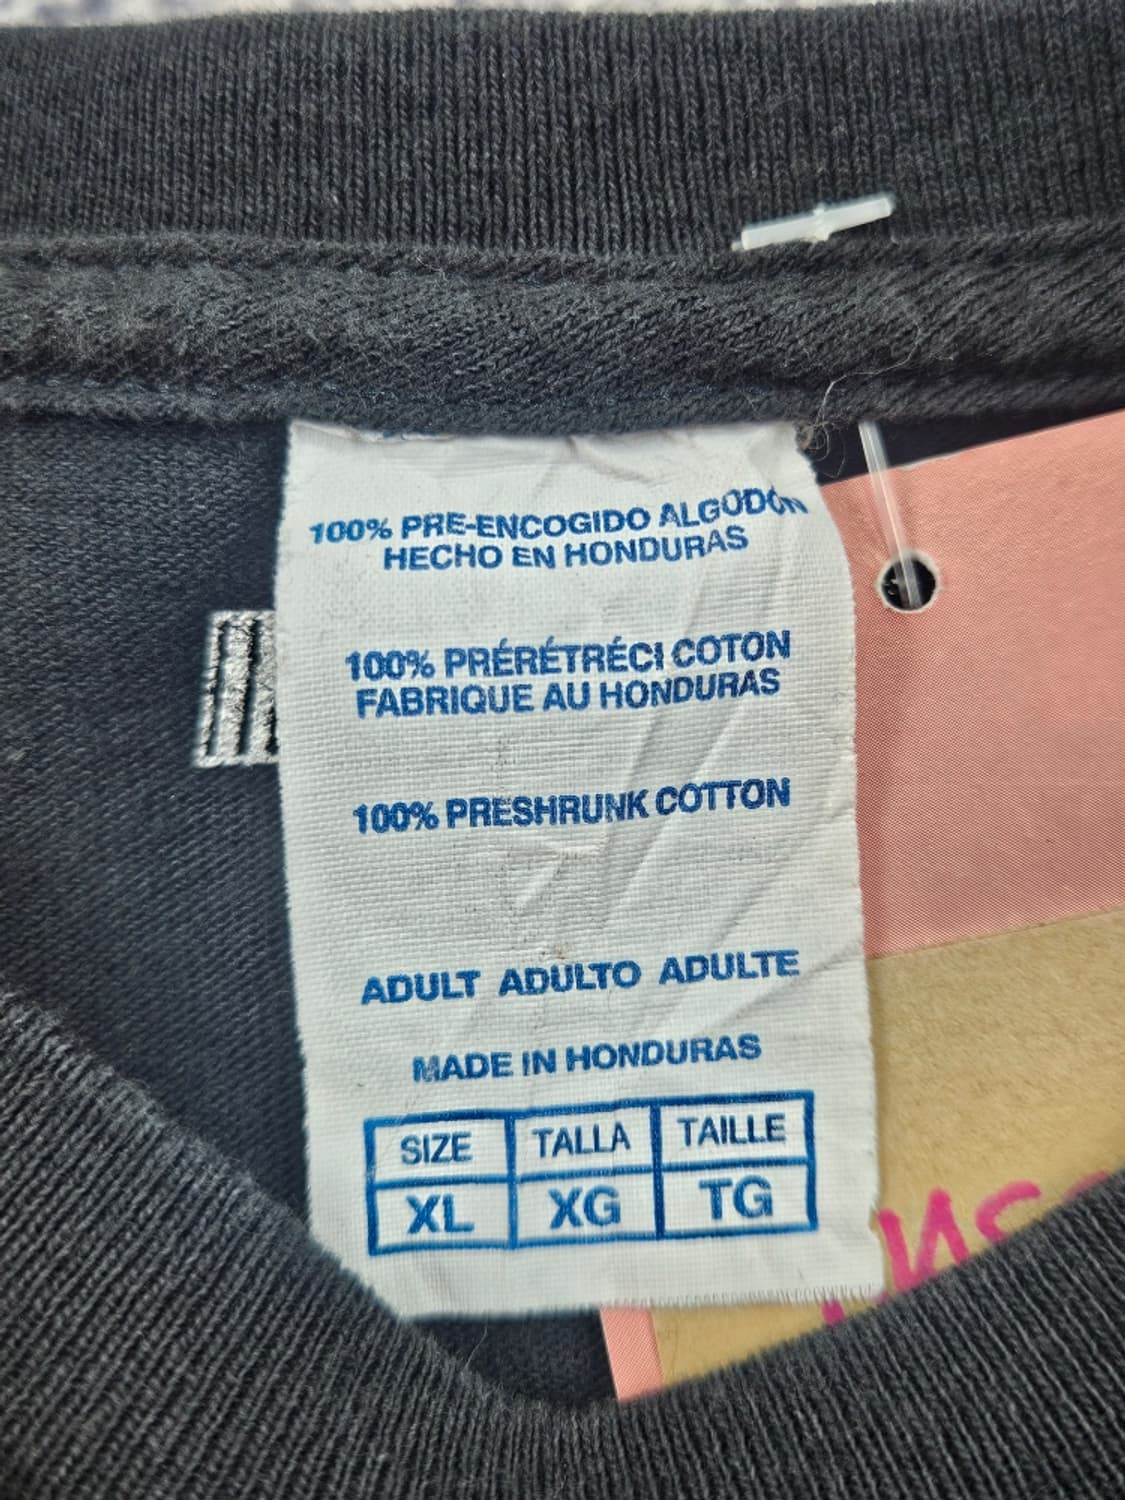 100% PRE-ENCOGIDO ALGODÓN
HECHO EN HONDURAS
100% PRÉRÉTRÉCI COTON
FABRIQUE AU HONDURAS
100% PRESHRUNK COTTON
ADULT ADULTO ADULTE
MADE IN HONDURAS
SIZE TALLA TAILLE
XL XG TG